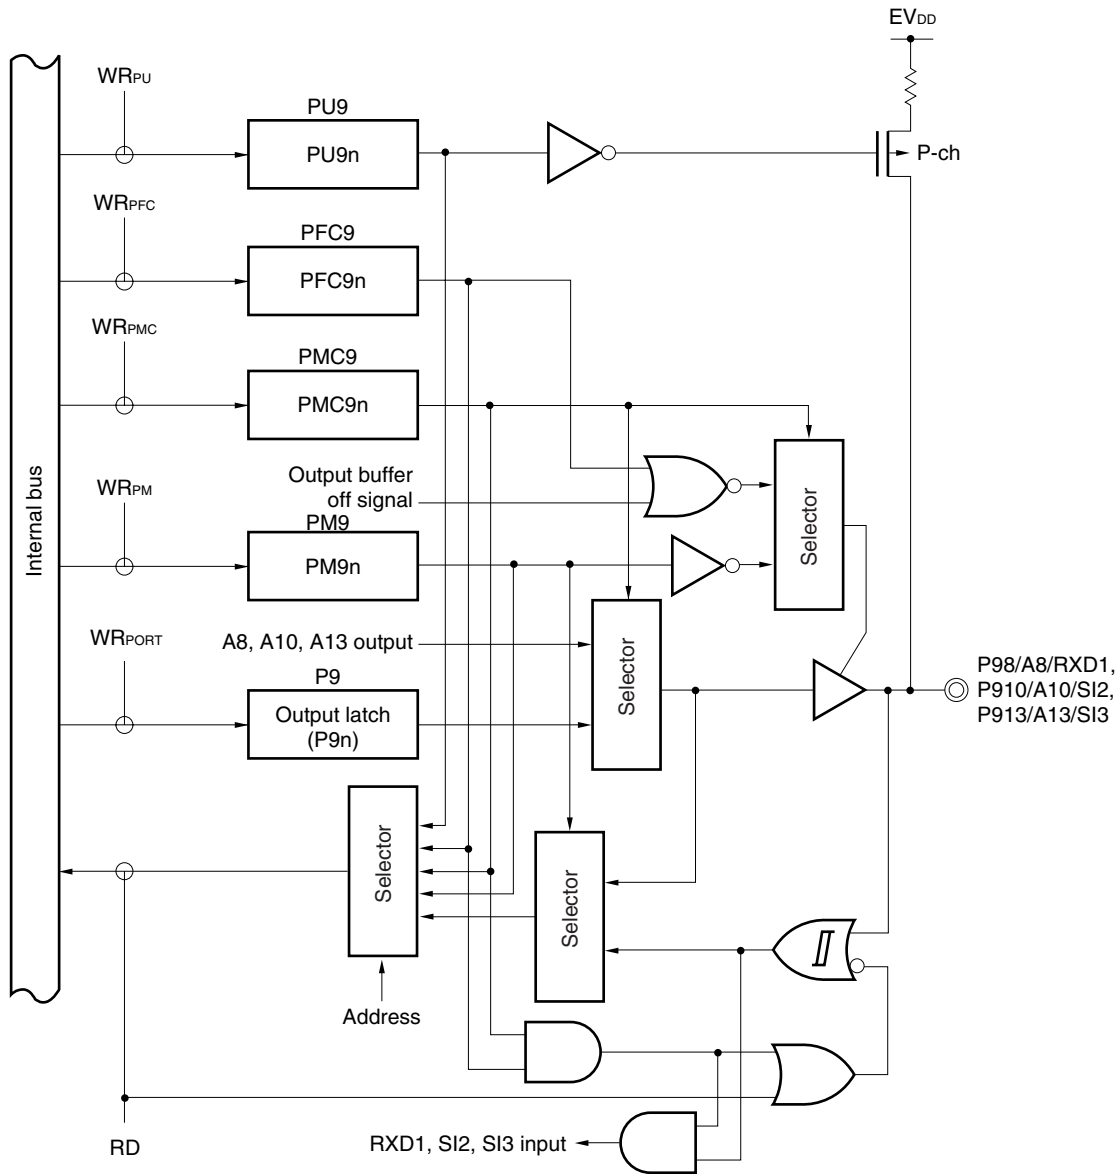 EVDD
WRPU
PU9
PU9n
P-ch
WRPFC
PFC9
PFC9n
WRPMC
PMC9
PMC9n
Output buffer
off signal
WRPM
PM9
PM9n
Selector
Internal bus
A8, A10, A13 output
WRPORT
P9
Output latch
(P9n)
Selector
P98/A8/RXD1,
P910/A10/SI2,
P913/A13/SI3
Selector
Selector
Address
RD
RXD1, SI2, SI3 input